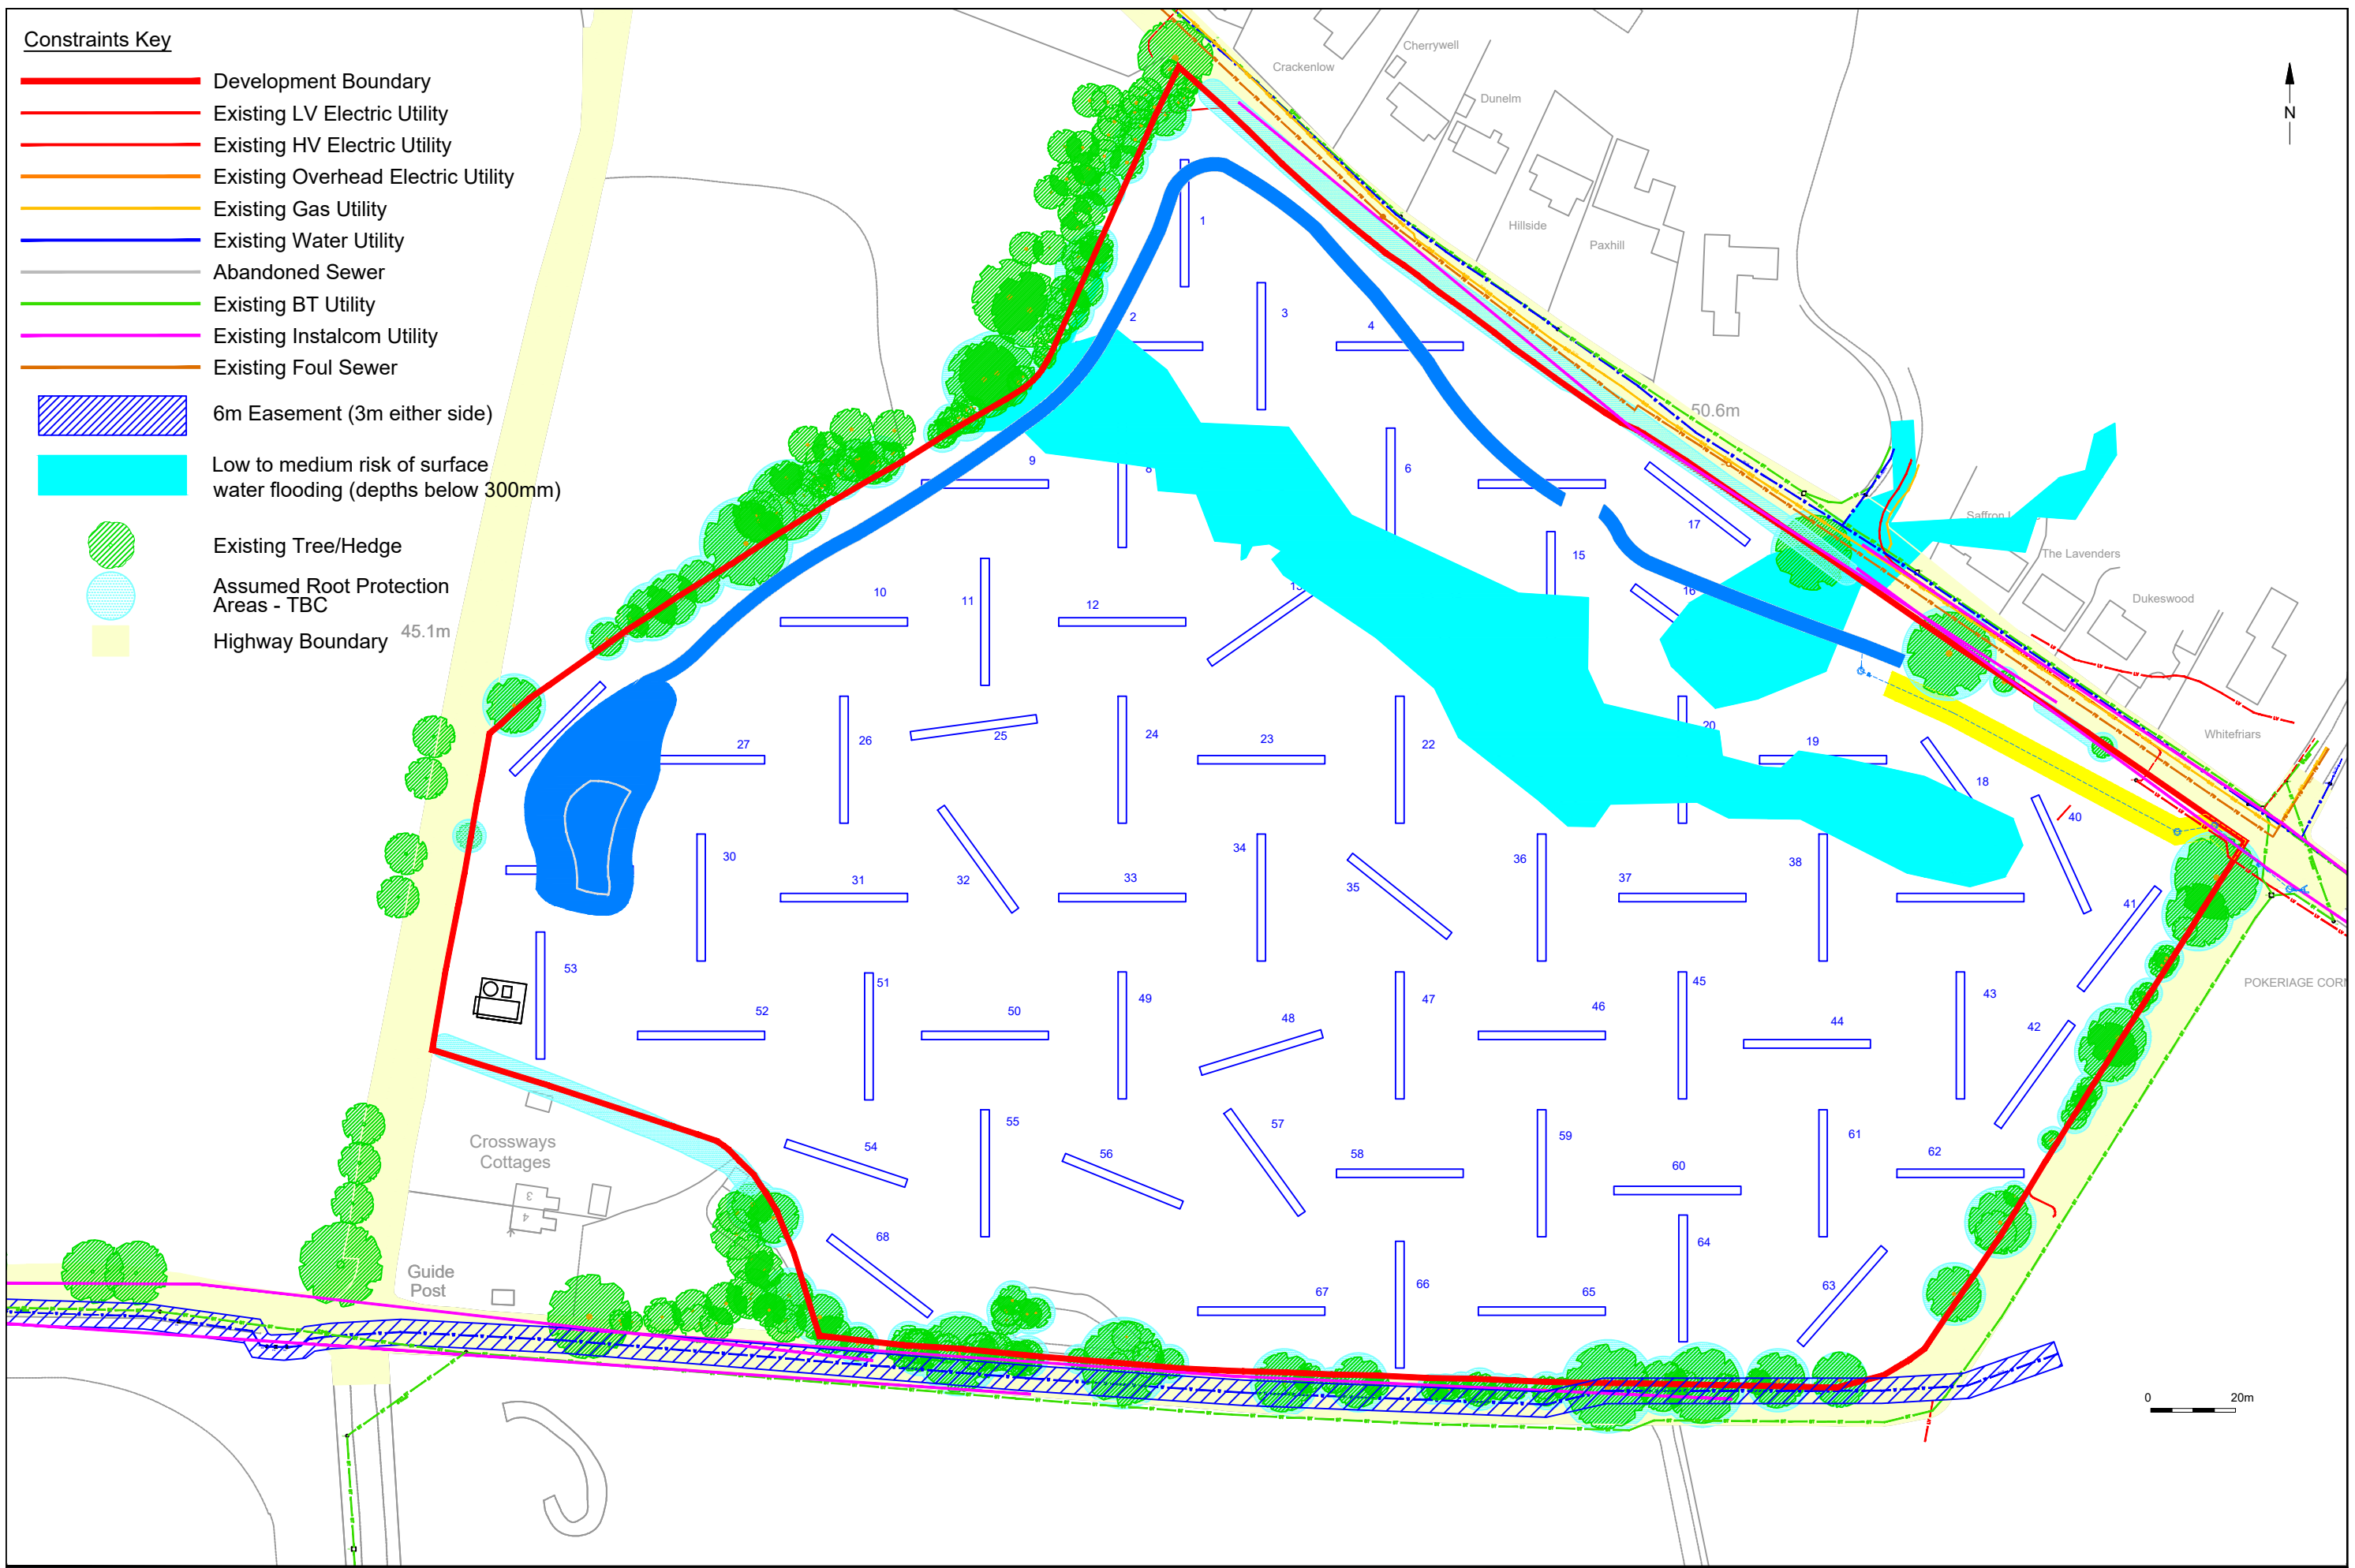 Constraints Key
Development Boundary
Existing LV Electric Utility
Existing HV Electric Utility
Existing Overhead Electric Utility
Existing Gas Utility
Existing Water Utility
Abandoned Sewer
Existing BT Utility
Existing Instalcom Utility
Existing Foul Sewer
6m Easement (3m either side)
Low to medium risk of surface
water flooding (depths below 300mm)
Existing Tree/Hedge
Assumed Root Protection
Areas - TBC
Highway Boundary
45.1m
N
Cherrywell
Crackenlow
Dunelm
Hillside
Paxhill
50.6m
Saffron
The Lavenders
Dukeswood
Whitefriars
POKERIAGE CORN
1
2
3
4
9
8
6
17
15
16
10
11
12
13
27
26
25
24
23
22
20
19
18
40
30
31
32
33
34
35
36
37
38
41
53
52
51
50
49
48
47
46
45
44
43
42
54
55
56
57
58
59
60
61
62
68
67
66
65
64
63
Crossways
Cottages
3
4
Guide
Post
0 20m